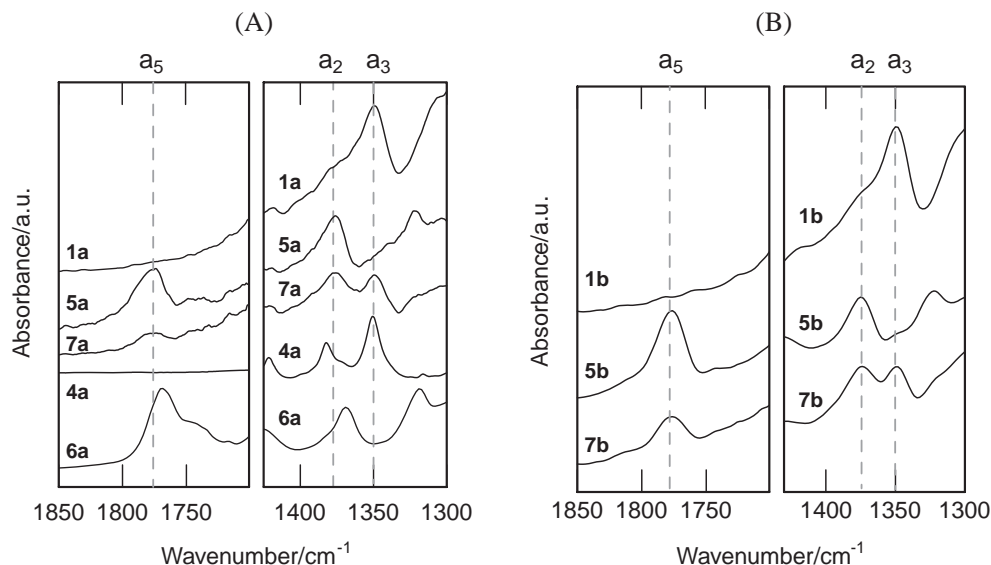 (A)
a5 a2 a3
1a
5a
7a
4a
6a
1a
5a
7a
4a
6a
Absorbance/a.u.
1850 1800 1750 1400 1350 1300
Wavenumber/cm-1
(B)
a5 a2 a3
1b
5b
7b
1b
5b
7b
Absorbance/a.u.
1850 1800 1750 1400 1350 1300
Wavenumber/cm-1